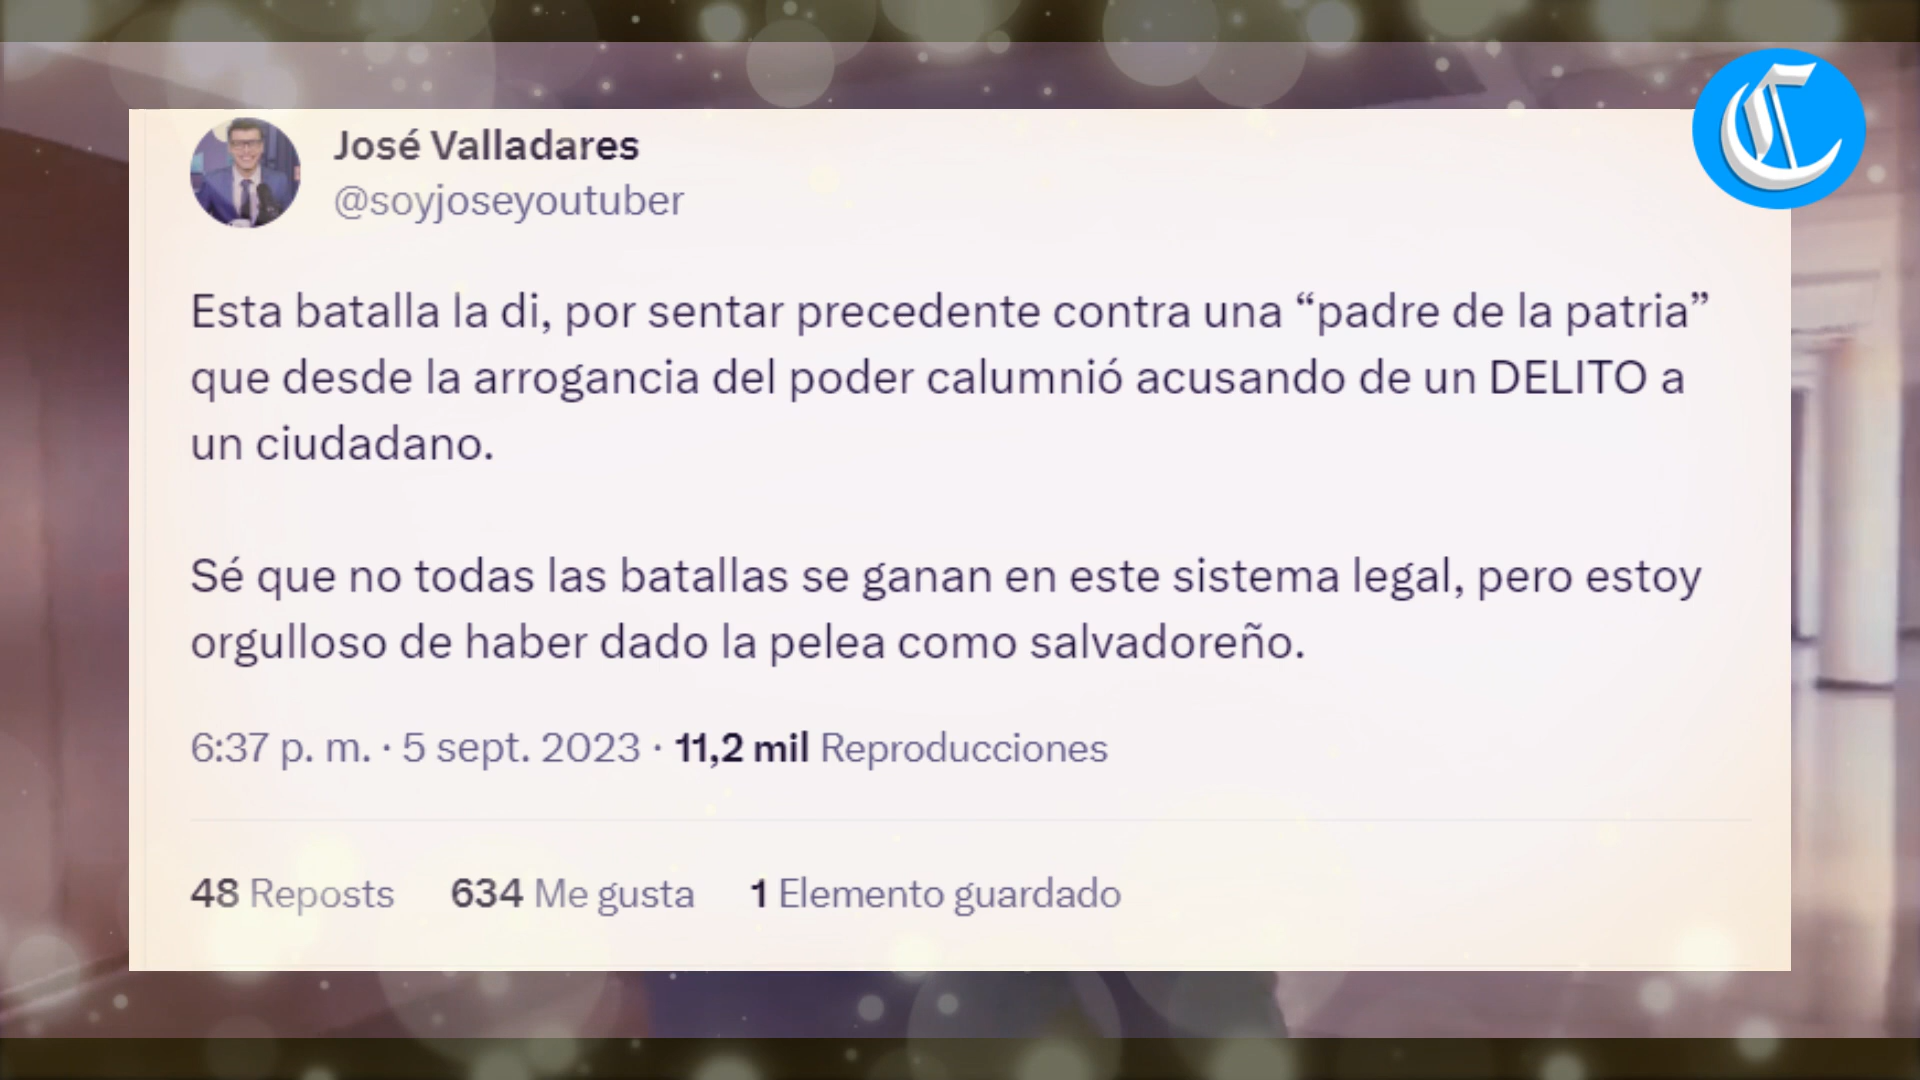 José Valladares
@soyjoseyoutuber
Esta batalla la di, por sentar precedente contra una “padre de la patria”
que desde la arrogancia del poder calumnió acusando de un DELITO a
un ciudadano.
Sé que no todas las batallas se ganan en este sistema legal, pero estoy
orgulloso de haber dado la pelea como salvadoreño.
6:37 p. m. · 5 sept. 2023 · 11,2 mil Reproducciones
48 Reposts 634 Me gusta 1 Elemento guardado
C